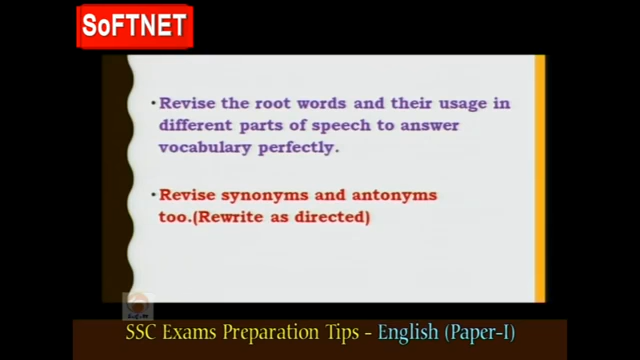 SoFTNET
• Revise the root words and their usage in
different parts of speech to answer
vocabulary perfectly.
• Revise synonyms and antonyms
too.(Rewrite as directed)
SSC Exams Preparation Tips - English (Paper-I)